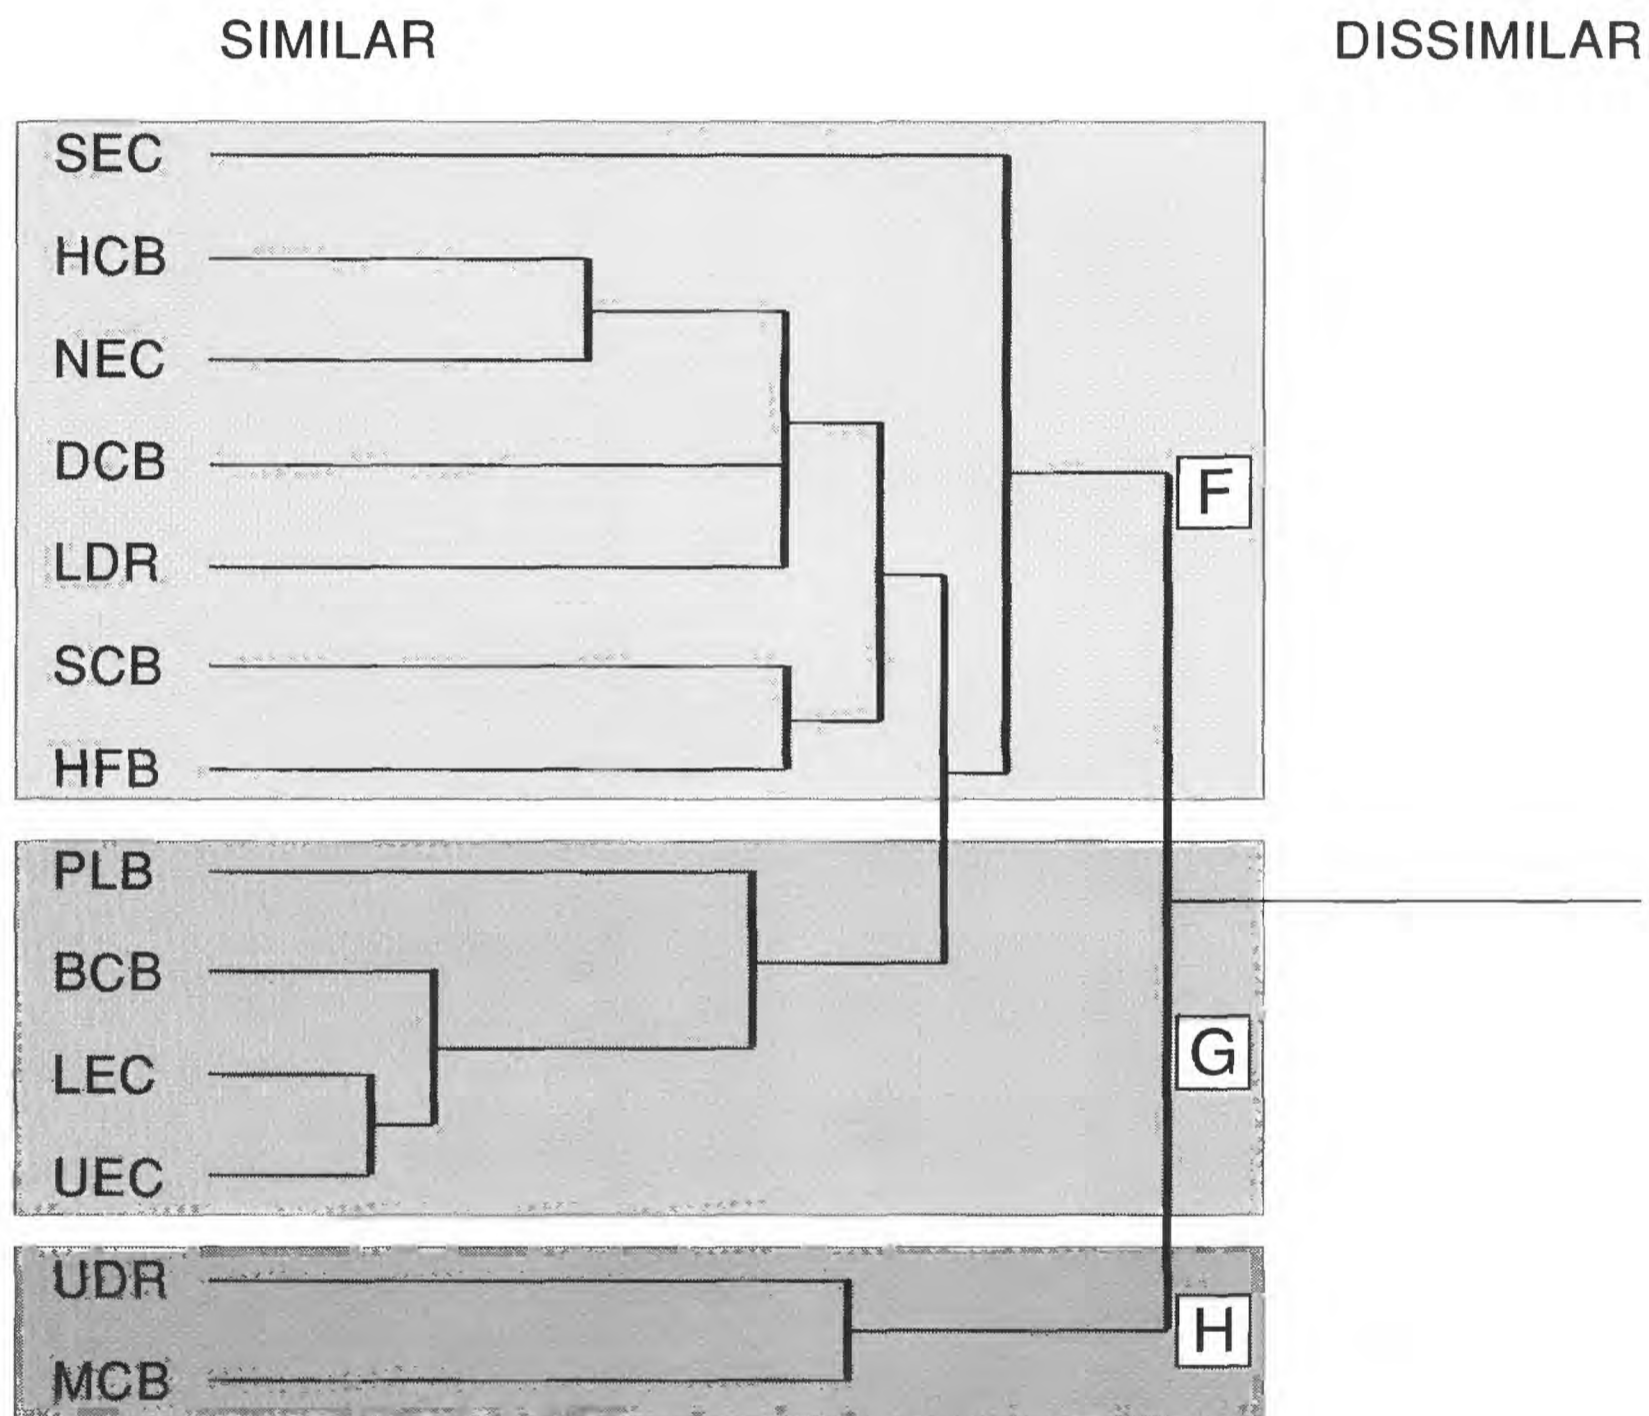 SIMILAR DISSIMILAR
SEC
HCB
NEC
DCB
F
LDR
SCB
HFB
PLB
BCB
G
LEC
UEC
UDR
H
MCB